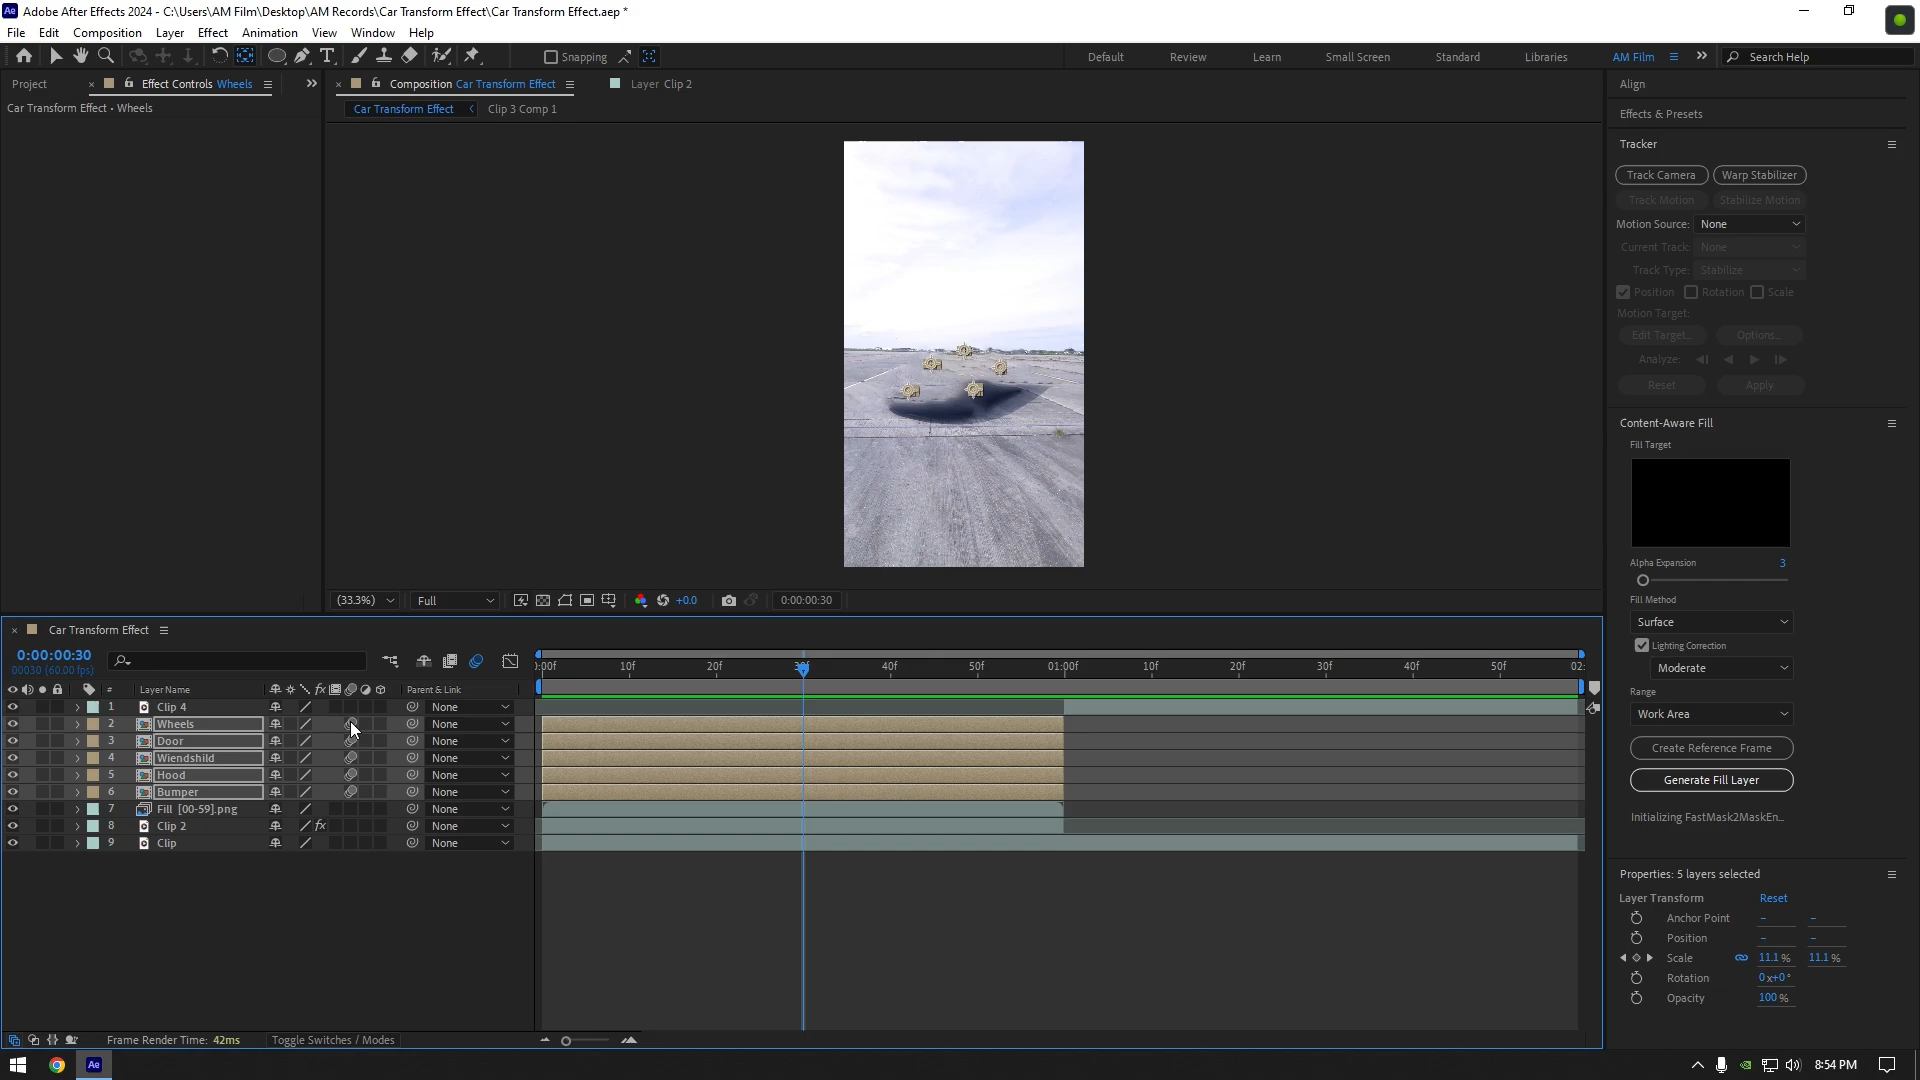 Adobe After Effects 2024 - C:\Users\AM Film\Desktop\AM Records\Car Transform Effect\Car Transform Effect.aep *
File Edit Composition Layer Effect Animation View Window Help
Snapping
Default Review Learn Small Screen Standard Libraries AM Film Search Help
Project Effect Controls Wheels
Car Transform Effect • Wheels
Composition Car Transform Effect Layer Clip 2
Car Transform Effect Clip 3 Comp 1
Align
Effects & Presets
Tracker
Track Camera Warp Stabilizer
Track Motion Stabilize Motion
Motion Source: None
Current Track: None
Track Type: Stabilize
Position Rotation Scale
Motion Target:
Edit Target... Options...
Analyze:
Reset Apply
Content-Aware Fill
Fill Target
Alpha Expansion 3
Fill Method
Surface
Lighting Correction
Moderate
Range
Work Area
Create Reference Frame
Generate Fill Layer
Initializing FastMask2MaskEn...
Properties: 5 layers selected
Layer Transform Reset
Anchor Point – –
Position – –
Scale 11.1 % 11.1 %
Rotation 0x+0°
Opacity 100 %
(33.3%) Full +0.0 0:00:00:30
Car Transform Effect
0:00:00:30
00030 (60.00 fps)
:00f 10f 20f 40f 50f 01:00f 10f 20f 30f 40f 50f 02:
# Layer Name fx Parent & Link
1 Clip 4 None
2 Wheels None
3 Door None
4 Wiendshild None
5 Hood None
6 Bumper None
7 Fill [00-59].png None
8 Clip 2 fx None
9 Clip None
Frame Render Time: 42ms Toggle Switches / Modes
Ae 8:54 PM